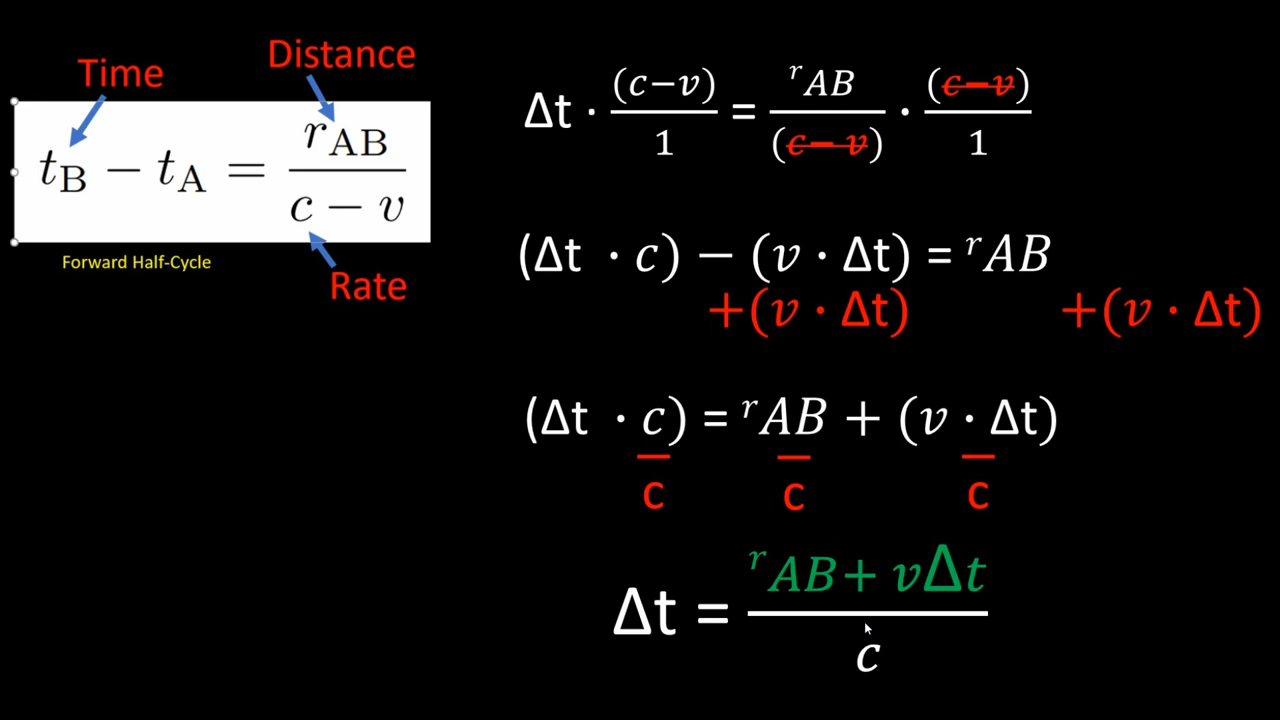 Time
Distance
t_B − t_A = r_AB / (c − v)
Forward Half-Cycle
Rate
Δt · (c−v)/1 = ʳAB/(c−v) · (c−v)/1
(Δt · c) − (v · Δt) = ʳAB
+(v · Δt) +(v · Δt)
(Δt · c) = ʳAB + (v · Δt)
c c c
Δt = (ʳAB + vΔt)/c